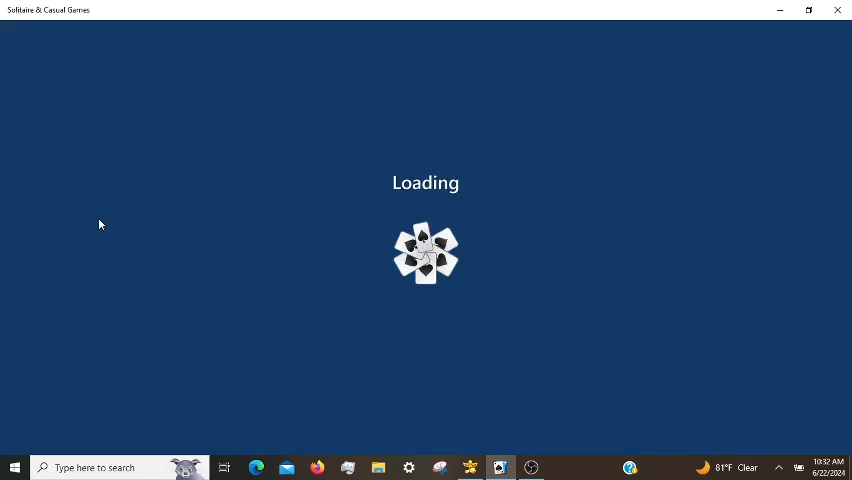 Solitaire & Casual Games
Loading
Type here to search
81°F Clear
10:32 AM
6/22/2024